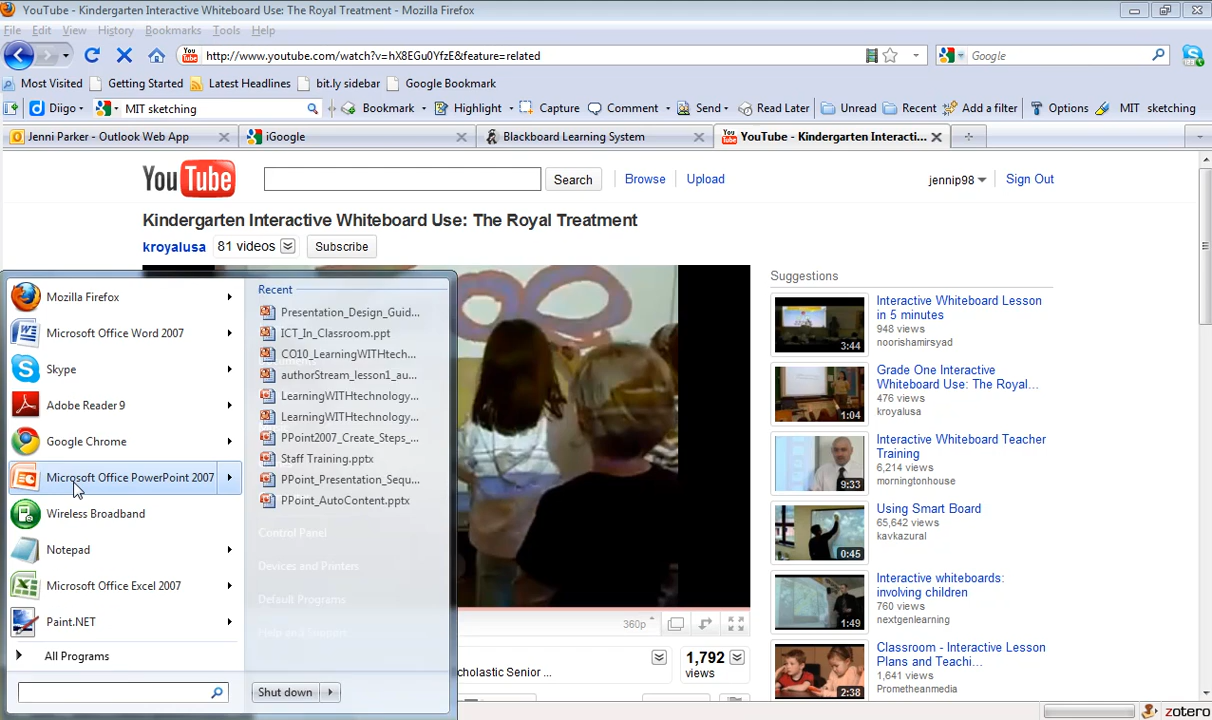 YouTube - Kindergarten Interactive Whiteboard Use: The Royal Treatment - Mozilla Firefox
File Edit View History Bookmarks Tools Help
http://www.youtube.com/watch?v=hX8EGu0YfzE&feature=related
Google
Most Visited Getting Started Latest Headlines bit.ly sidebar Google Bookmark
Diigo MIT sketching Bookmark Highlight Capture Comment Send Read Later Unread Recent Add a filter Options MIT sketching
Jenni Parker - Outlook Web App iGoogle Blackboard Learning System YouTube - Kindergarten Interacti...
YouTube Search Browse Upload jennip98 Sign Out
Kindergarten Interactive Whiteboard Use: The Royal Treatment
kroyalusa 81 videos Subscribe
Mozilla Firefox
Microsoft Office Word 2007
Skype
Adobe Reader 9
Google Chrome
Microsoft Office PowerPoint 2007
Wireless Broadband
Notepad
Microsoft Office Excel 2007
Paint.NET
All Programs
Recent
Presentation_Design_Guid...
ICT_In_Classroom.ppt
CO10_LearningWITHtech...
authorStream_lesson1_au...
LearningWITHtechnology...
LearningWITHtechnology...
PPoint2007_Create_Steps_...
Staff Training.pptx
PPoint_Presentation_Sequ...
PPoint_AutoContent.pptx
Control Panel
Devices and Printers
Default Programs
Help and Support
Shut down
360p
cholastic Senior ...
1,792
views
Suggestions
Interactive Whiteboard Lesson
in 5 minutes
948 views
noorishamirsyad
3:44
Grade One Interactive
Whiteboard Use: The Royal...
476 views
kroyalusa
1:04
Interactive Whiteboard Teacher
Training
6,214 views
morningtonhouse
9:33
Using Smart Board
65,642 views
kavkazural
0:45
Interactive whiteboards:
involving children
760 views
nextgenlearning
1:49
Classroom - Interactive Lesson
Plans and Teachi...
1,641 views
Prometheanmedia
2:38
zotero